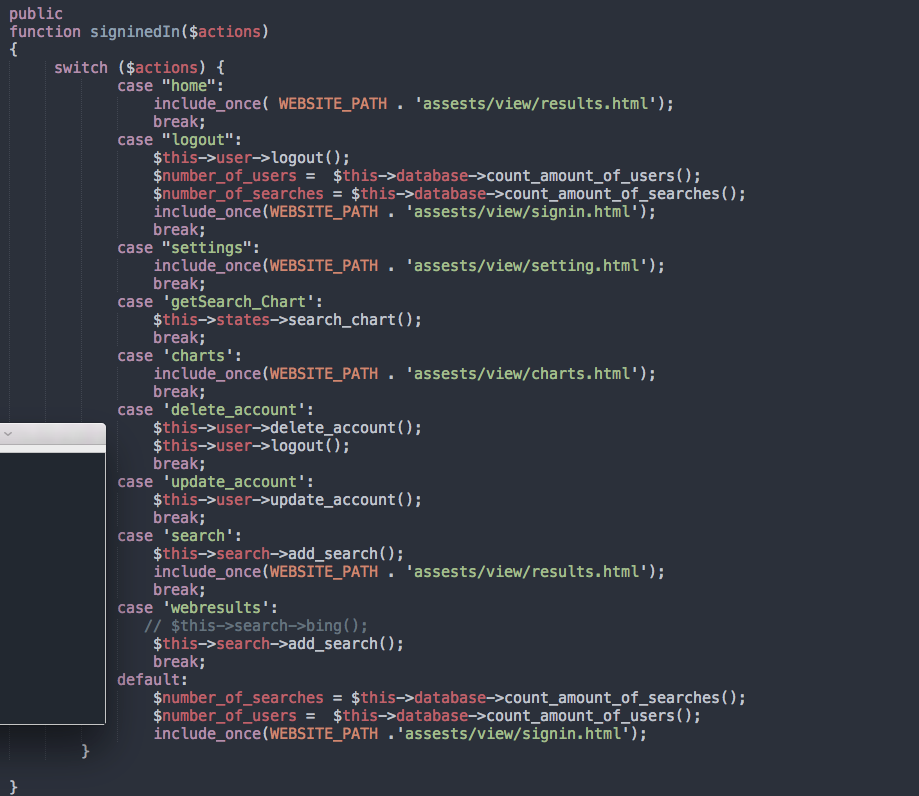 public
function signinedIn($actions)
{
switch ($actions) {
case "home":
include_once( WEBSITE_PATH . 'assests/view/results.html');
break;
case "logout":
$this->user->logout();
$number_of_users =  $this->database->count_amount_of_users();
$number_of_searches = $this->database->count_amount_of_searches();
include_once(WEBSITE_PATH . 'assests/view/signin.html');
break;
case "settings":
include_once(WEBSITE_PATH . 'assests/view/setting.html');
break;
case 'getSearch_Chart':
$this->states->search_chart();
break;
case 'charts':
include_once(WEBSITE_PATH . 'assests/view/charts.html');
break;
case 'delete_account':
$this->user->delete_account();
$this->user->logout();
break;
case 'update_account':
$this->user->update_account();
break;
case 'search':
$this->search->add_search();
include_once(WEBSITE_PATH . 'assests/view/results.html');
break;
case 'webresults':
// $this->search->bing();
$this->search->add_search();
break;
default:
$number_of_searches = $this->database->count_amount_of_searches();
$number_of_users =  $this->database->count_amount_of_users();
include_once(WEBSITE_PATH .'assests/view/signin.html');
}
}